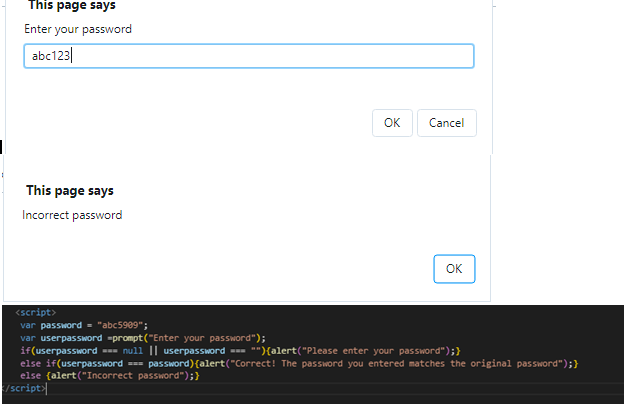 This page says
Enter your password
abc123
OK Cancel
This page says
Incorrect password
OK
<script>
var password = "abc5909";
var userpassword =prompt("Enter your password");
if(userpassword === null || userpassword === ""){alert("Please enter your password");}
else if(userpassword === password){alert("Correct! The password you entered matches the original password");}
else {alert("Incorrect password");}
</script>